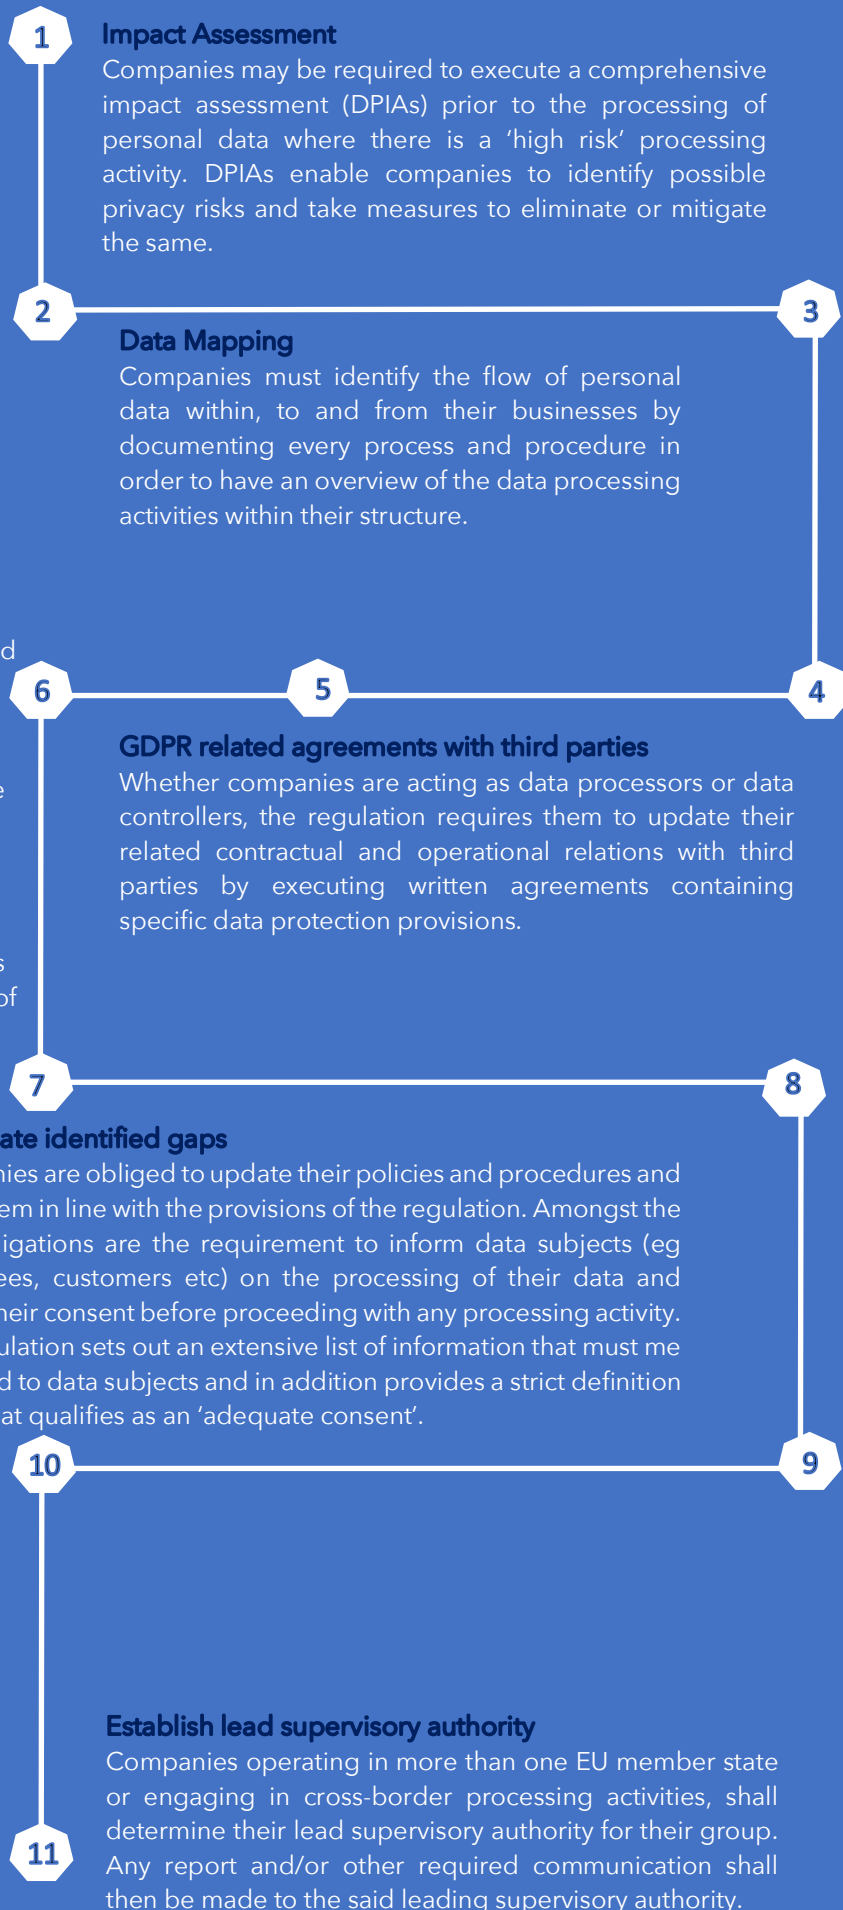 1
Impact Assessment
Companies may be required to execute a comprehensive
impact assessment (DPIAs) prior to the processing of
personal data where there is a ‘high risk’ processing
activity. DPIAs enable companies to identify possible
privacy risks and take measures to eliminate or mitigate
the same.
2
3
Data Mapping
Companies must identify the flow of personal
data within, to and from their businesses by
documenting every process and procedure in
order to have an overview of the data processing
activities within their structure.
d
6
5
4
GDPR related agreements with third parties
e
Whether companies are acting as data processors or data
controllers, the regulation requires them to update their
related contractual and operational relations with third
parties by executing written agreements containing
specific data protection provisions.
s
of
7
8
ate identified gaps
nies are obliged to update their policies and procedures and
em in line with the provisions of the regulation. Amongst the
igations are the requirement to inform data subjects (eg
ees, customers etc) on the processing of their data and
heir consent before proceeding with any processing activity.
ulation sets out an extensive list of information that must me
d to data subjects and in addition provides a strict definition
at qualifies as an ‘adequate consent’.
10
9
Establish lead supervisory authority
Companies operating in more than one EU member state
or engaging in cross-border processing activities, shall
determine their lead supervisory authority for their group.
11
Any report and/or other required communication shall
then be made to the said leading supervisory authority.